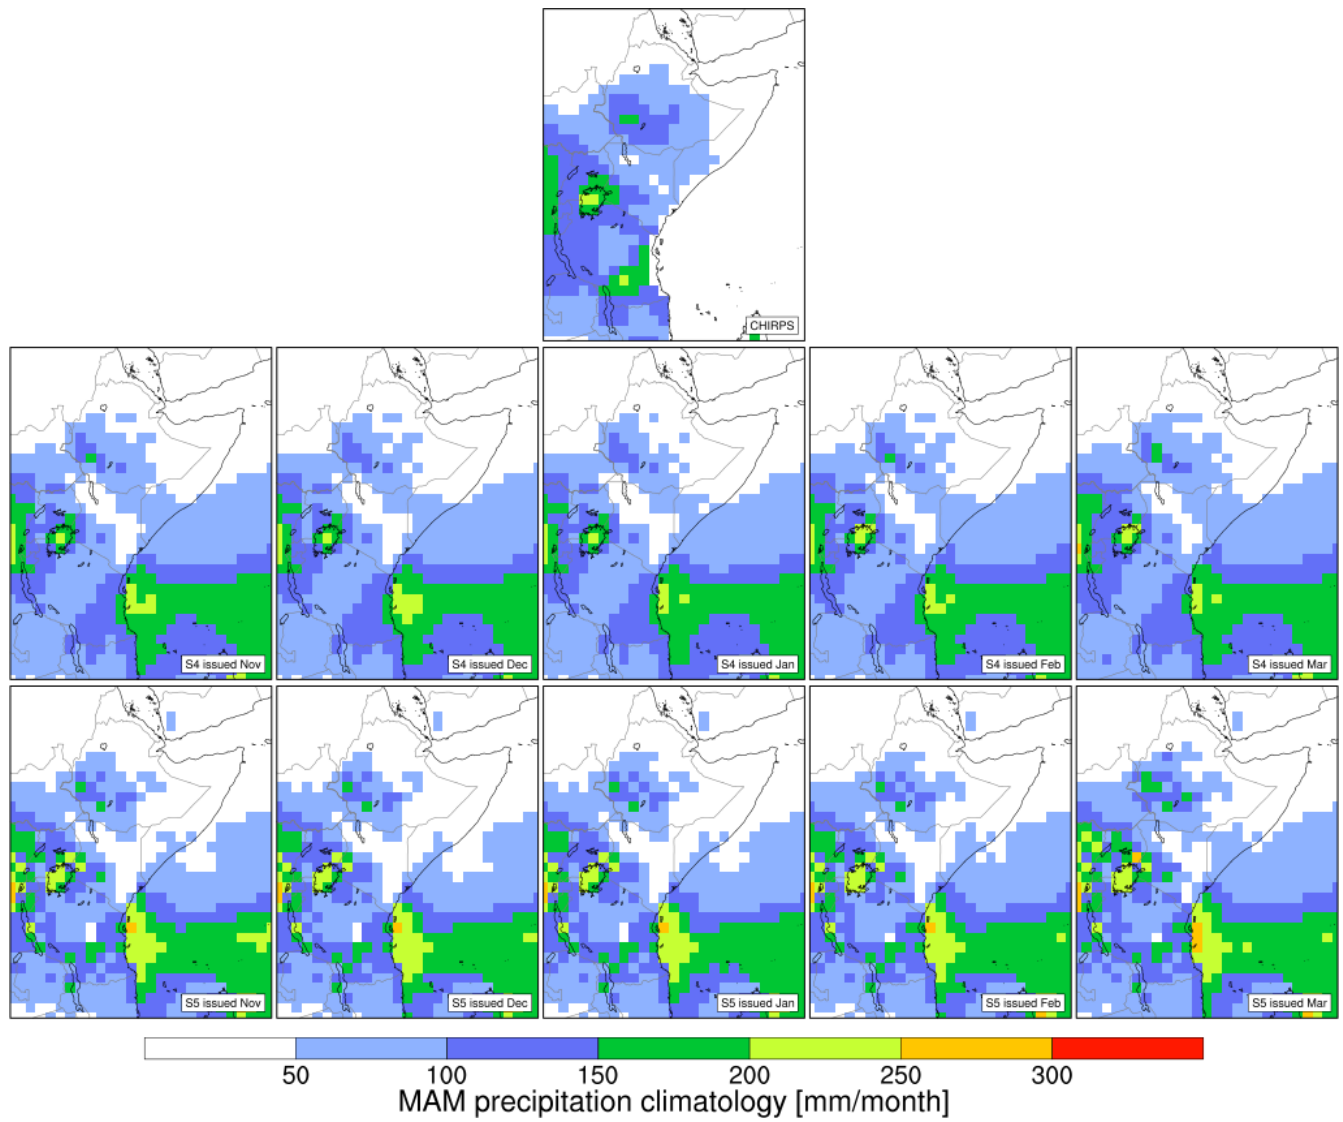 CHIRPS
S4 issued Nov
S4 issued Dec
S4 issued Jan
S4 issued Feb
S4 issued Mar
S5 issued Nov
S5 issued Dec
S5 issued Jan
S5 issued Feb
S5 issued Mar
50 100 150 200 250 300
MAM precipitation climatology [mm/month]